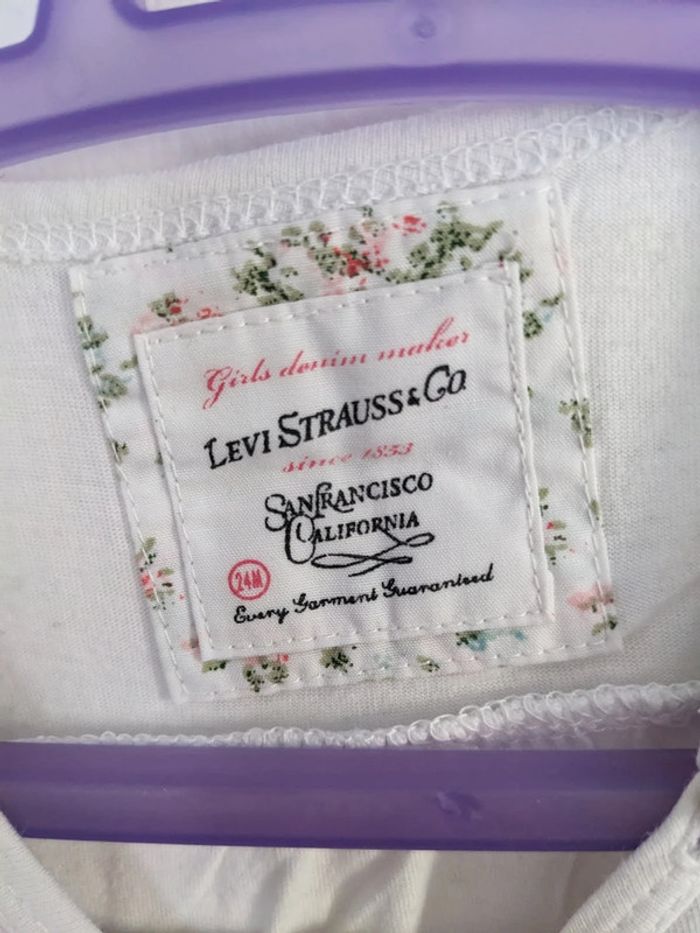 Girls denim maker
LEVI STRAUSS & CO
since 1853
SAN FRANCISCO
CALIFORNIA
24M
Every Garment Guaranteed